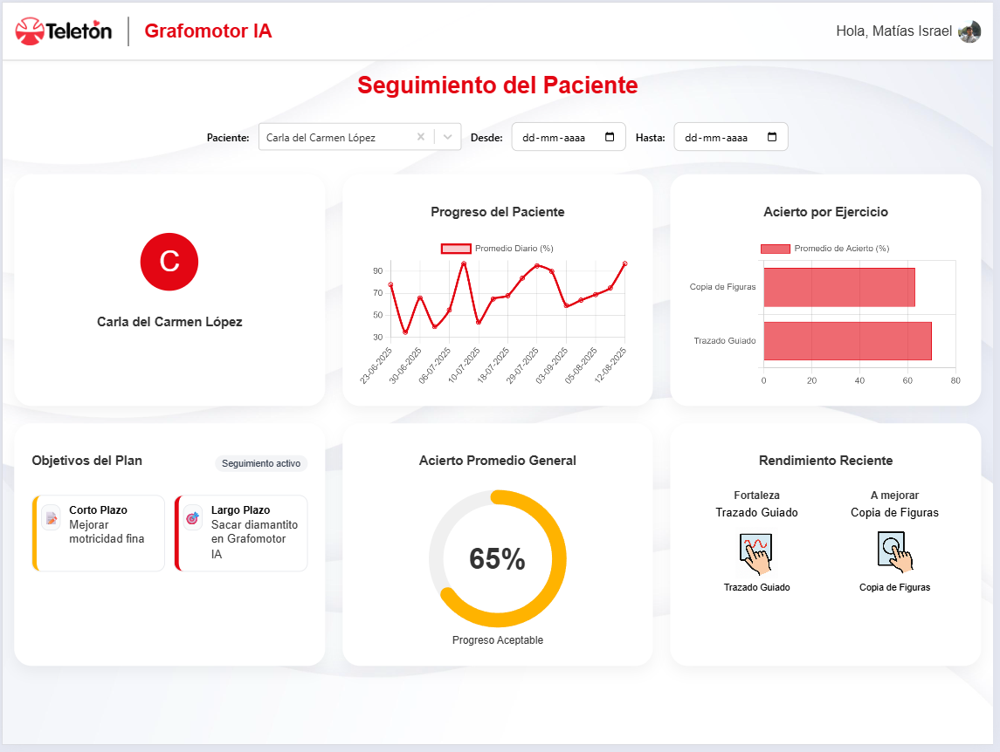 Teletón
Grafomotor IA
Hola, Matías Israel
Seguimiento del Paciente
Paciente:
Carla del Carmen López
Desde:
dd-mm-aaaa
Hasta:
dd-mm-aaaa
C
Carla del Carmen López
Progreso del Paciente
Promedio Diario (%)
90
70
50
30
23-06-2025
30-06-2025
06-07-2025
10-07-2025
18-07-2025
29-07-2025
03-09-2025
05-08-2025
12-08-2025
Acierto por Ejercicio
Promedio de Acierto (%)
Copia de Figuras
Trazado Guiado
0 20 40 60 80
Objetivos del Plan
Seguimiento activo
Corto Plazo
Mejorar
motricidad fina
Largo Plazo
Sacar diamantito
en Grafomotor
IA
Acierto Promedio General
65%
Progreso Aceptable
Rendimiento Reciente
Fortaleza
Trazado Guiado
Trazado Guiado
A mejorar
Copia de Figuras
Copia de Figuras